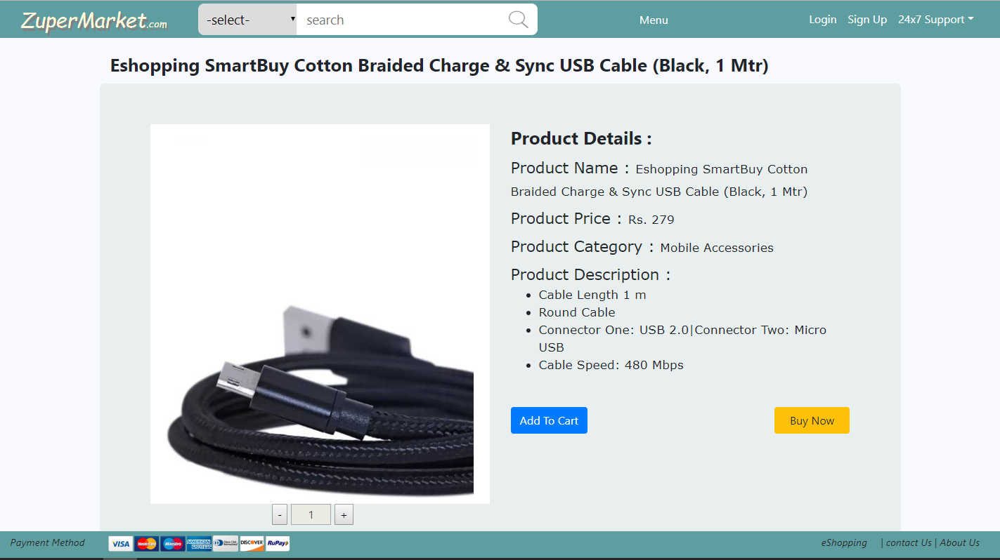 ZuperMarket.com -select- search Menu Login Sign Up 24x7 Support
Eshopping SmartBuy Cotton Braided Charge & Sync USB Cable (Black, 1 Mtr)
Product Details :
Product Name : Eshopping SmartBuy Cotton
Braided Charge & Sync USB Cable (Black, 1 Mtr)
Product Price : Rs. 279
Product Category : Mobile Accessories
Product Description :
Cable Length 1 m
Round Cable
Connector One: USB 2.0|Connector Two: Micro
USB
Cable Speed: 480 Mbps
Add To Cart Buy Now
- 1 +
Payment Method VISA MasterCard Maestro AMERICAN EXPRESS DISCOVER RuPay eShopping | contact Us | About Us